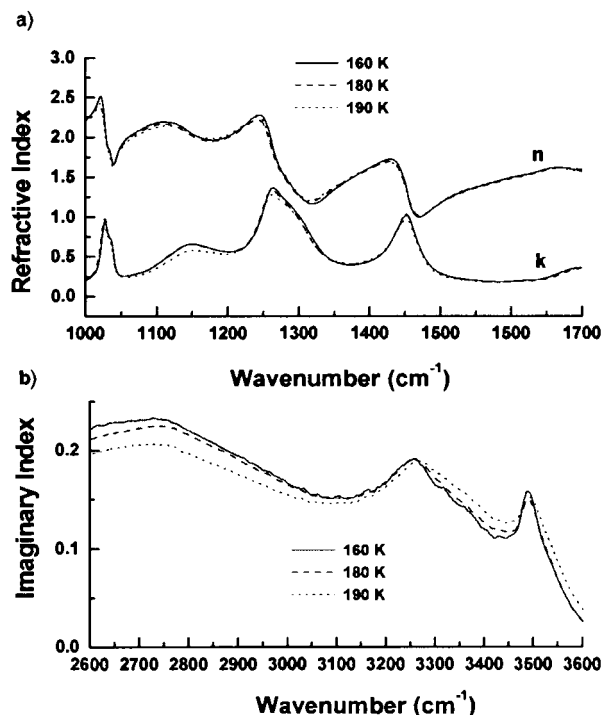 a)
3.0
2.5
2.0
1.5
1.0
0.5
0.0
Refractive Index
160 K
180 K
190 K
n
k
1000 1100 1200 1300 1400 1500 1500 1700
Wavenumber (cm⁻¹)
b)
0.2
0.1
0.0
Imaginary Index
160 K
180 K
190 K
2600 2700 2800 2900 3000 3100 3200 3300 3400 3500 3600
Wavenumber (cm⁻¹)